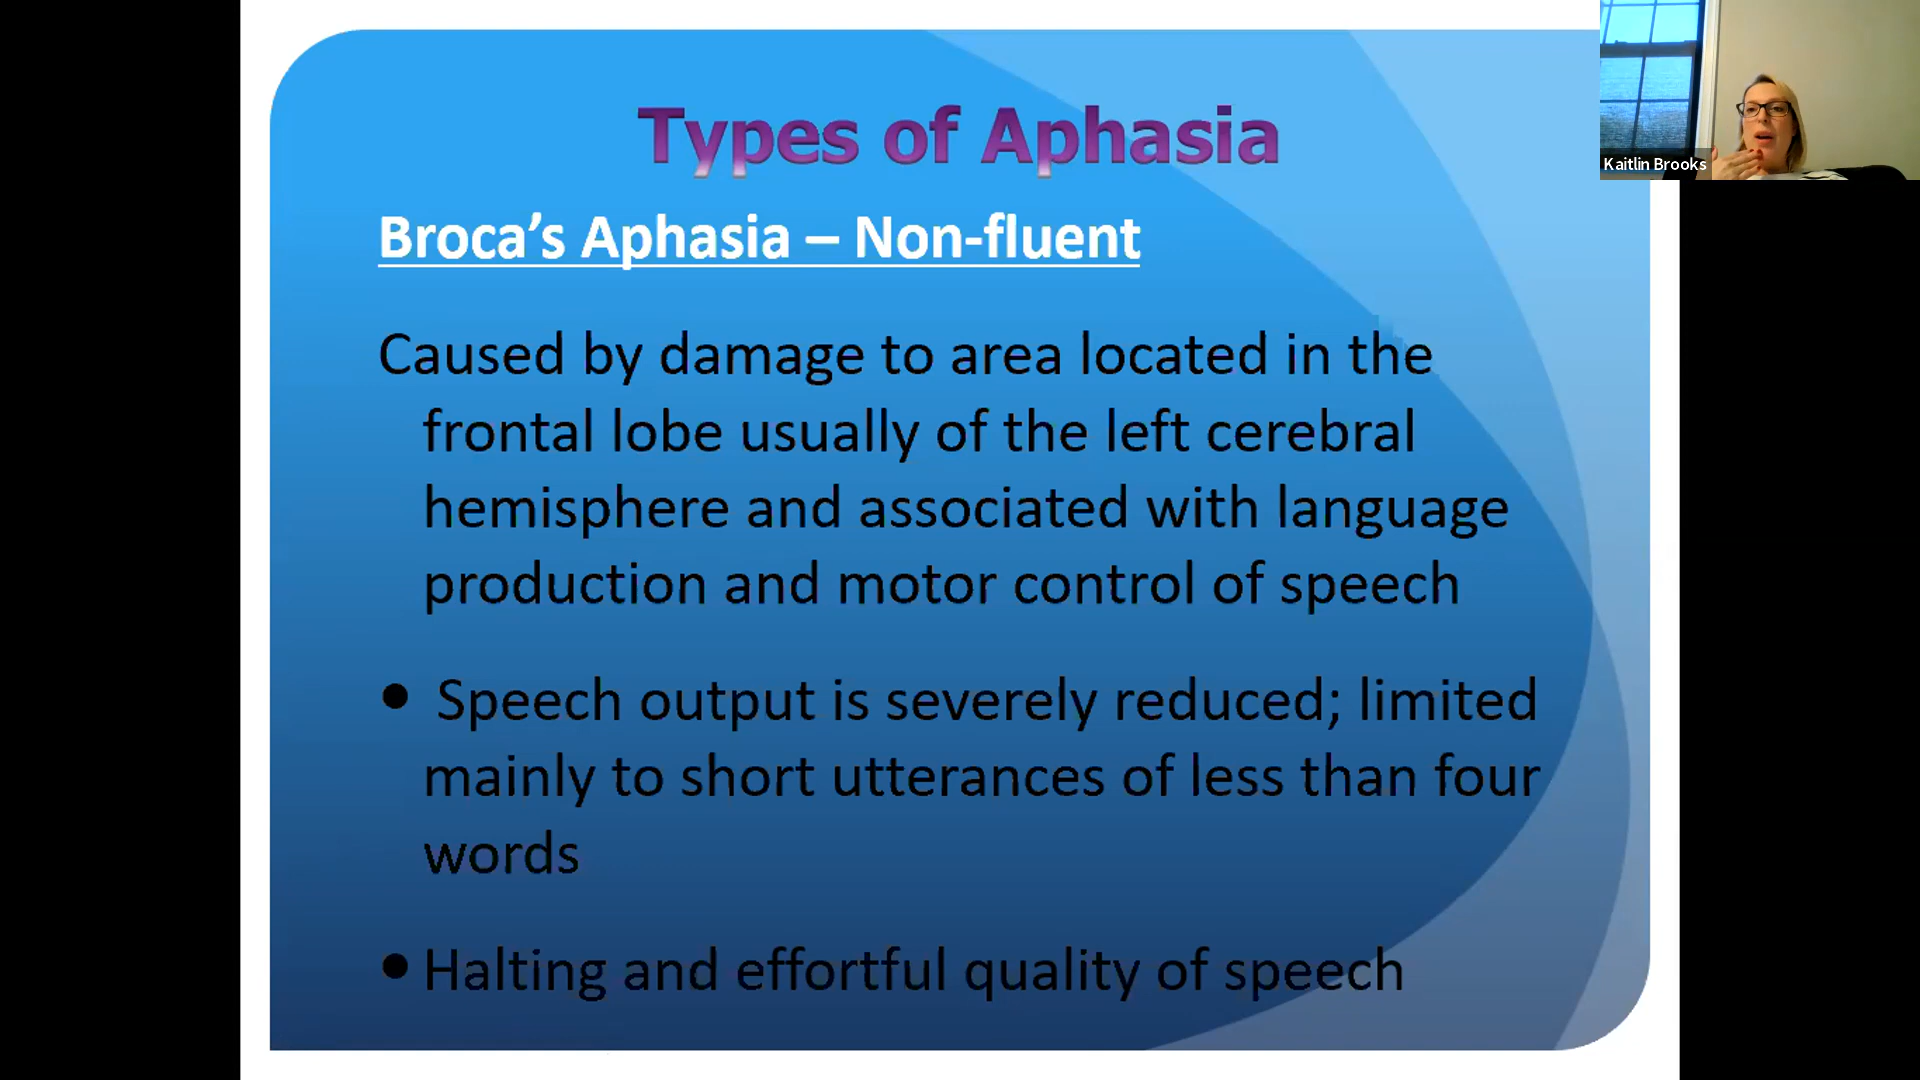 Types of Aphasia
Broca’s Aphasia – Non-fluent
Caused by damage to area located in the
frontal lobe usually of the left cerebral
hemisphere and associated with language
production and motor control of speech
• Speech output is severely reduced; limited
mainly to short utterances of less than four
words
• Halting and effortful quality of speech
Kaitlin Brooks